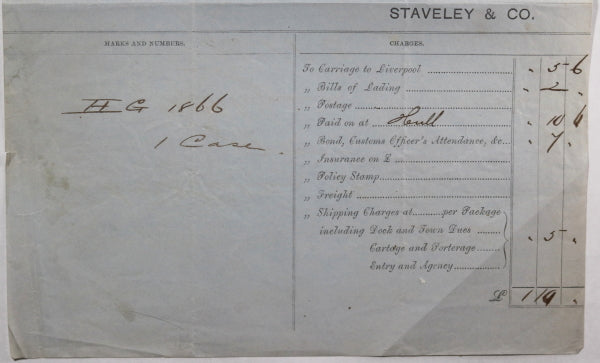 STAVELEY & CO.
MARKS AND NUMBERS.
HG 1866
1 Case
CHARGES.
To Carriage to Liverpool " 5 6
„ Bills of Lading " 2 "
„ Postage
„ Paid on at Hull " 10 6
„ Bond, Customs Officer's Attendance, &c... " 7 "
„ Insurance on £
„ Policy Stamp
„ Freight
„ Shipping Charges at.........per Package
including Dock and Town Dues " 5 "
Cartage and Porterage
Entry and Agency
£ 1 10 "